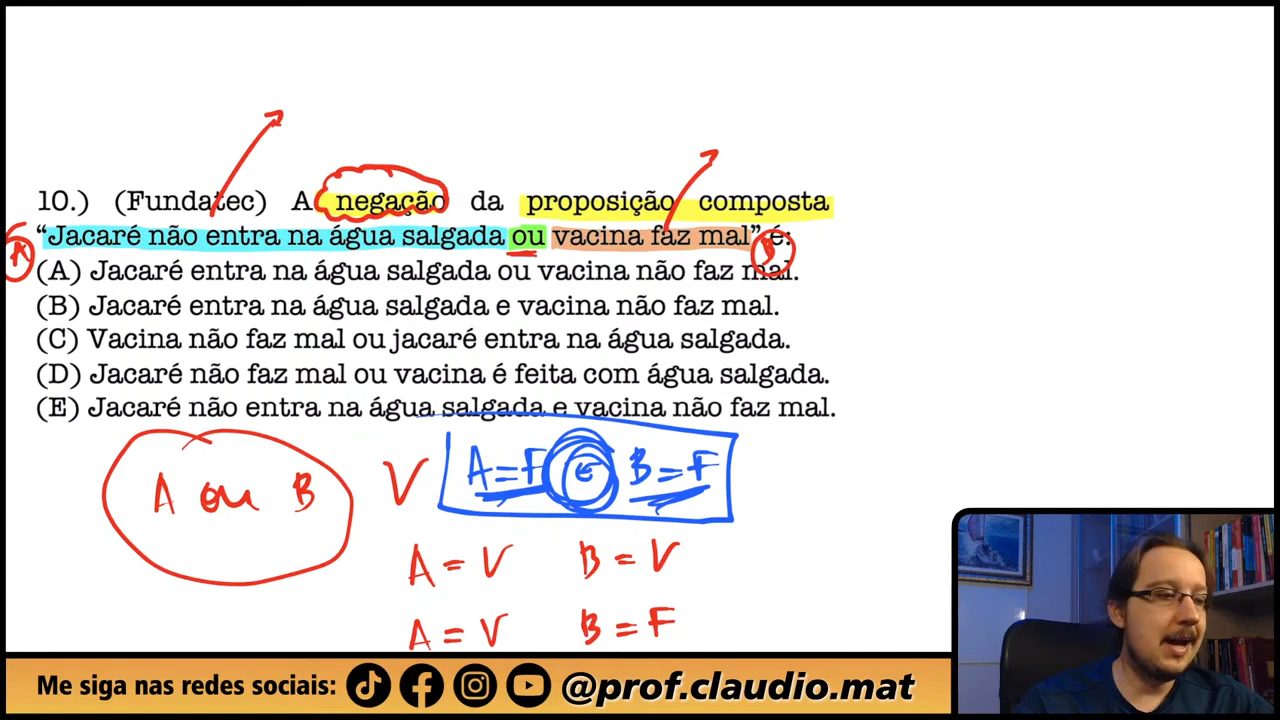 10.) (Fundatec) A negação da proposição composta
“Jacaré não entra na água salgada ou vacina faz mal” é:
A
B
(A) Jacaré entra na água salgada ou vacina não faz mal.
(B) Jacaré entra na água salgada e vacina não faz mal.
(C) Vacina não faz mal ou jacaré entra na água salgada.
(D) Jacaré não faz mal ou vacina é feita com água salgada.
(E) Jacaré não entra na água salgada e vacina não faz mal.
A ou B V A=F e B=F
A=V B=V
A=V B=F
Me siga nas redes sociais: @prof.claudio.mat